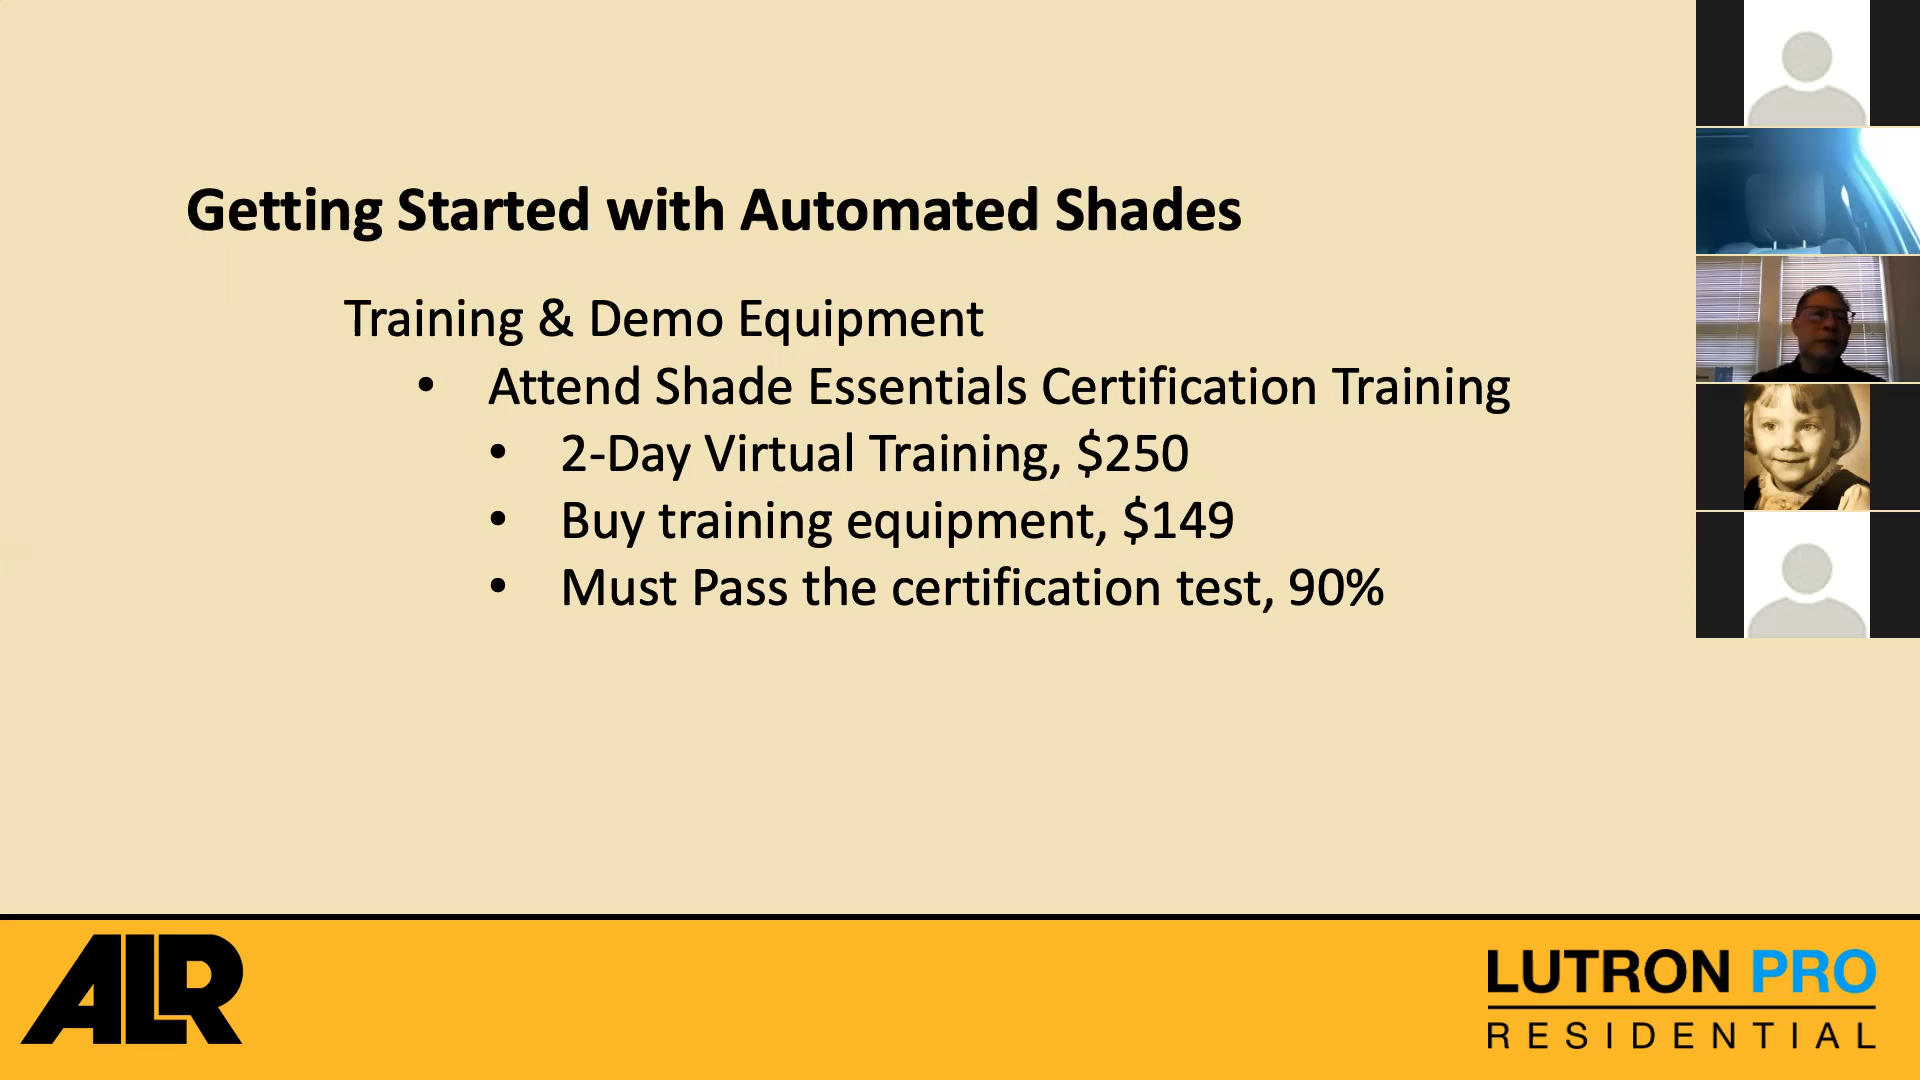 Getting Started with Automated Shades
Training & Demo Equipment
• Attend Shade Essentials Certification Training
• 2-Day Virtual Training, $250
• Buy training equipment, $149
• Must Pass the certification test, 90%
ALR
LUTRON PRO
RESIDENTIAL